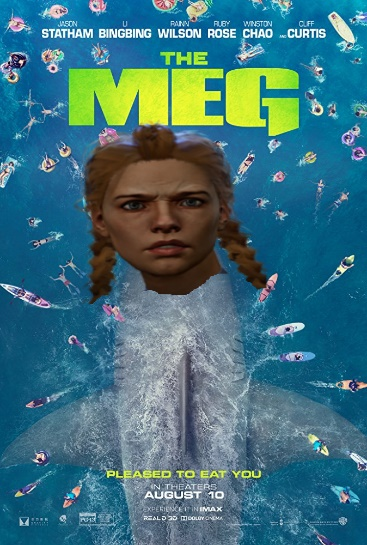 JASON STATHAM LI BINGBING RAINN WILSON RUBY ROSE WINSTON CHAO AND CLIFF CURTIS
THE
MEG
PLEASED TO EAT YOU
IN THEATERS
AUGUST 10
EXPERIENCE IT IN IMAX
REALD 3D DOLBY CINEMA